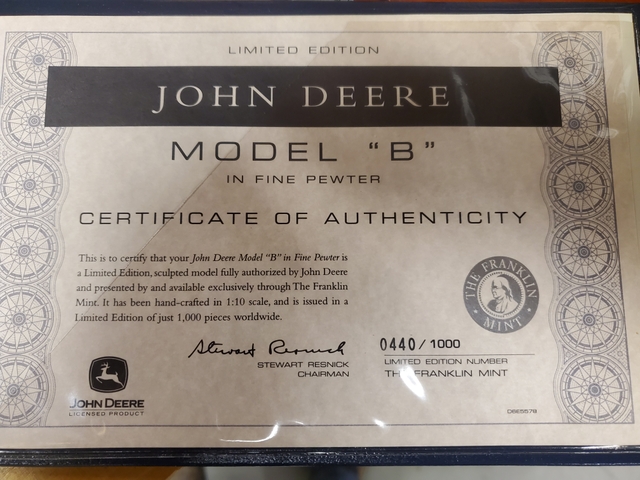 LIMITED EDITION
JOHN DEERE
MODEL "B"
IN FINE PEWTER
CERTIFICATE OF AUTHENTICITY
This is to certify that your John Deere Model "B" in Fine Pewter is
a Limited Edition, sculpted model fully authorized by John Deere
and presented by and available exclusively through The Franklin
Mint. It has been hand-crafted in 1:10 scale, and is issued in a
Limited Edition of just 1,000 pieces worldwide.
THE FRANKLIN
MINT
Stewart Resnick
STEWART RESNICK
CHAIRMAN
0440 / 1000
LIMITED EDITION NUMBER
THE FRANKLIN MINT
JOHN DEERE
LICENSED PRODUCT